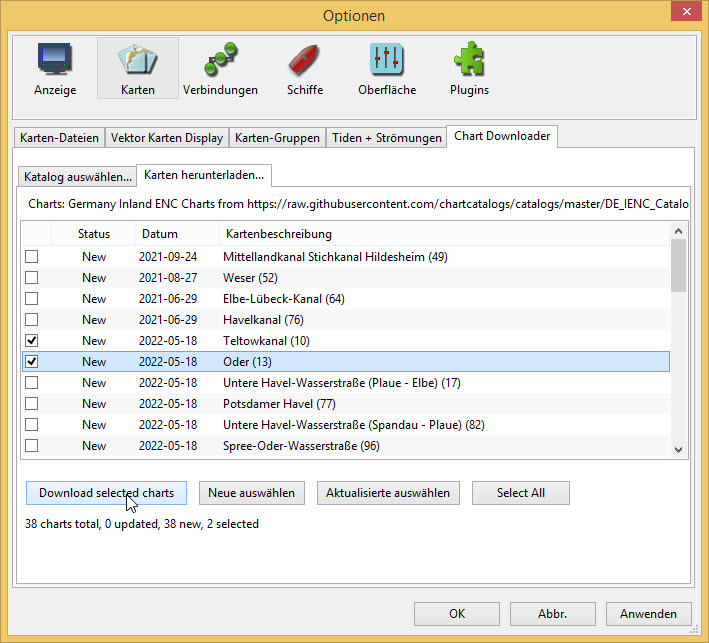 Optionen
Anzeige Karten Verbindungen Schiffe Oberfläche Plugins
Karten-Dateien Vektor Karten Display Karten-Gruppen Tiden + Strömungen Chart Downloader
Katalog auswählen... Karten herunterladen...
Charts: Germany Inland ENC Charts from https://raw.githubusercontent.com/chartcatalogs/catalogs/master/DE_IENC_Catalo
Status Datum Kartenbeschreibung
New 2021-09-24 Mittellandkanal Stichkanal Hildesheim (49)
New 2021-08-27 Weser (52)
New 2021-06-29 Elbe-Lübeck-Kanal (64)
New 2021-06-29 Havelkanal (76)
New 2022-05-18 Teltowkanal (10)
New 2022-05-18 Oder (13)
New 2022-05-18 Untere Havel-Wasserstraße (Plaue - Elbe) (17)
New 2022-05-18 Potsdamer Havel (77)
New 2022-05-18 Untere Havel-Wasserstraße (Spandau - Plaue) (82)
New 2022-05-18 Spree-Oder-Wasserstraße (96)
Download selected charts Neue auswählen Aktualisierte auswählen Select All
38 charts total, 0 updated, 38 new, 2 selected
OK Abbr. Anwenden